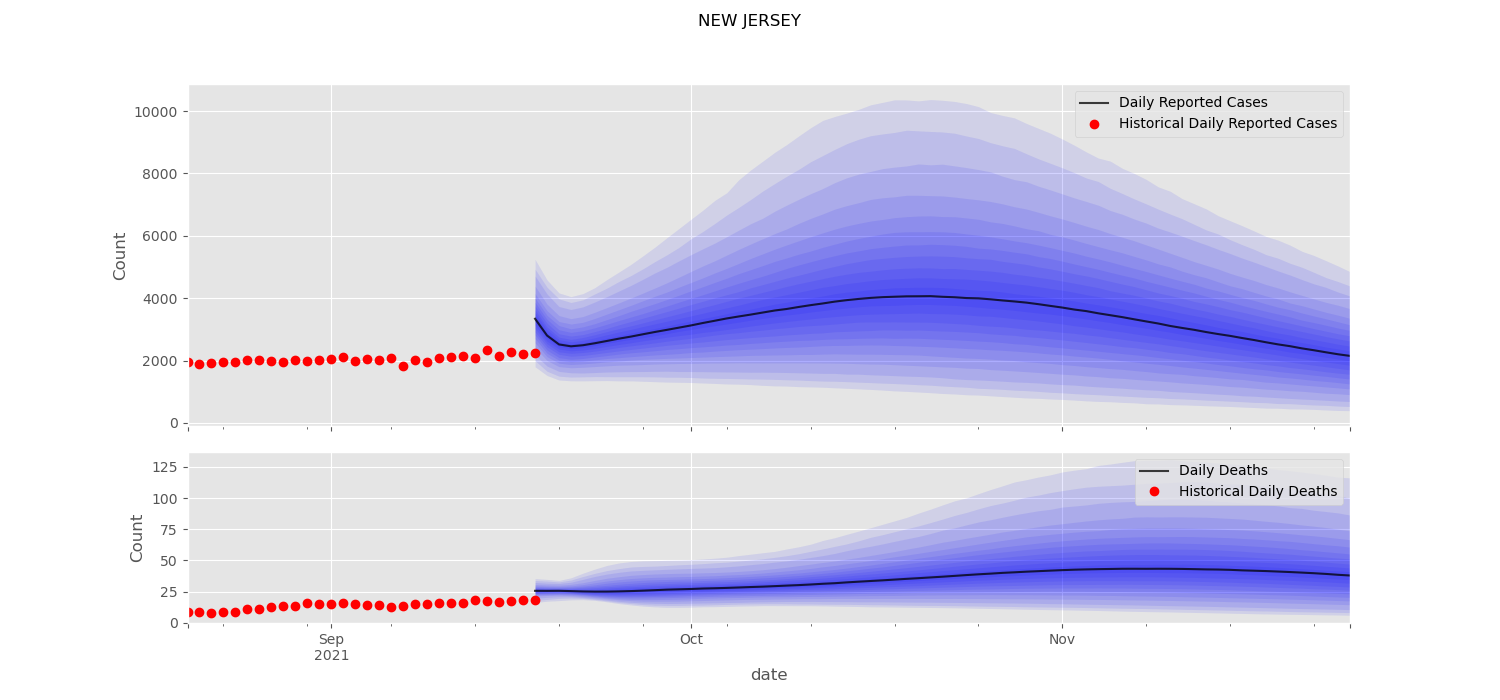 NEW JERSEY
10000
8000
6000
4000
2000
0
Count
Daily Reported Cases
Historical Daily Reported Cases
125
100
75
50
25
0
Count
Daily Deaths
Historical Daily Deaths
Sep
2021
Oct
Nov
date